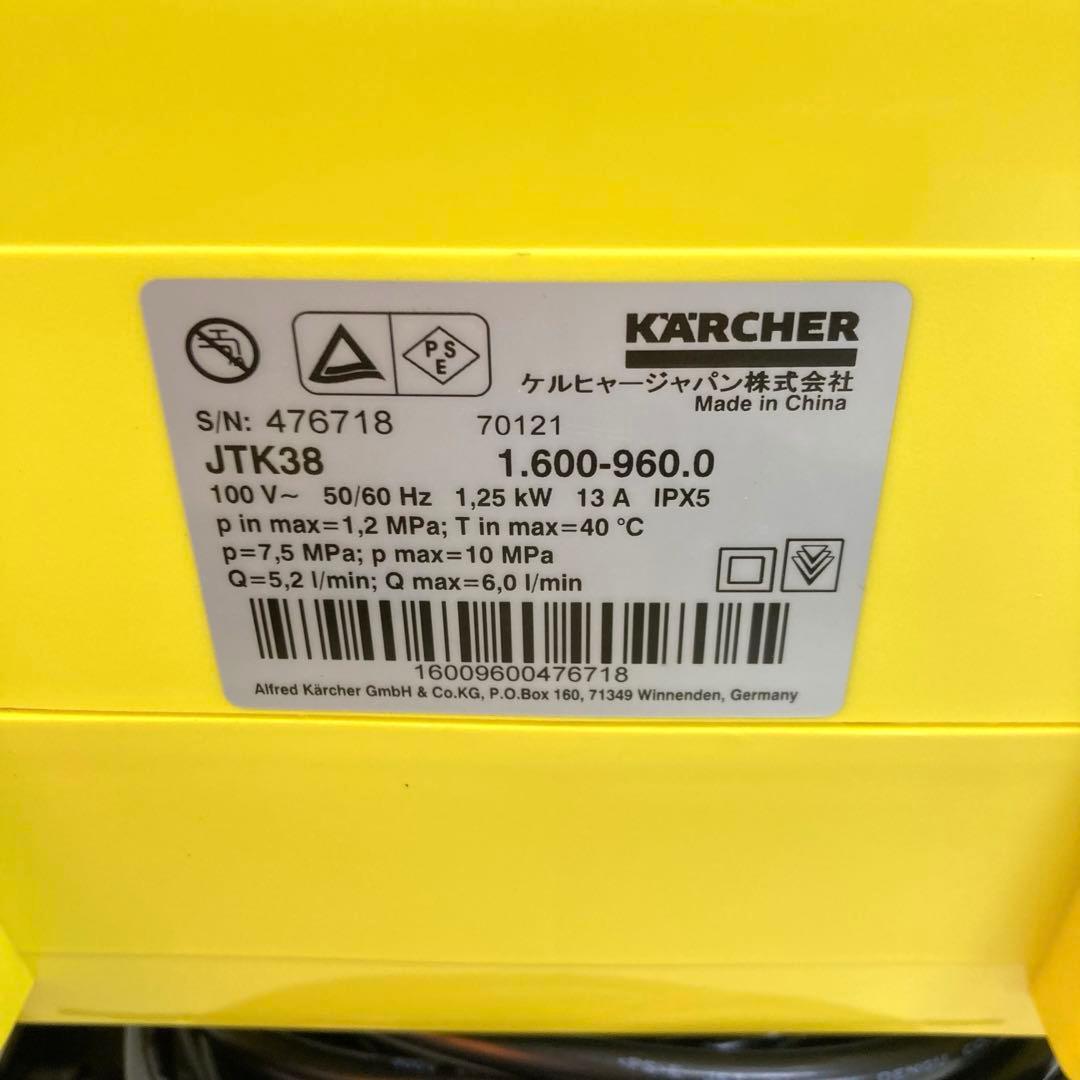 PS
E
KÄRCHER
ケルヒャージャパン株式会社
Made in China
S/N: 476718 70121
JTK38 1.600-960.0
100 V~ 50/60 Hz 1,25 kW 13 A IPX5
p in max=1,2 MPa; T in max=40 °C
p=7,5 MPa; p max=10 MPa
Q=5,2 l/min; Q max=6,0 l/min
16009600476718
Alfred Kärcher GmbH & Co.KG, P.O.Box 160, 71349 Winnenden, Germany